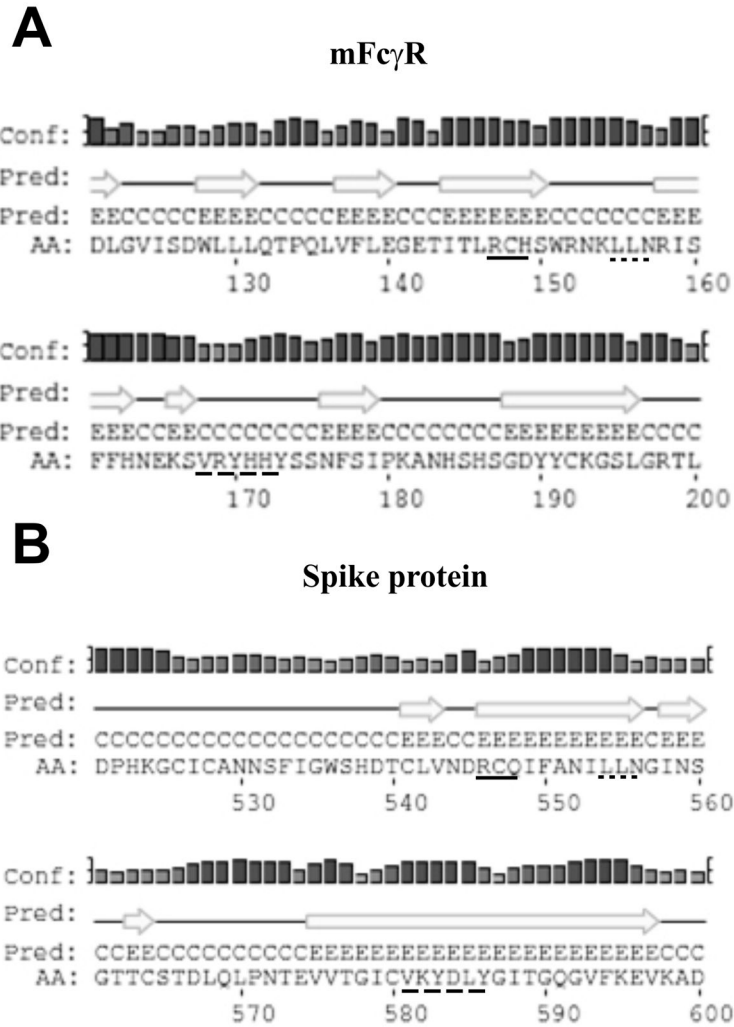 A
mFcγR
Conf:
Pred:
Pred: EECCCCCEEEECCCCCEEEECCCEEEEEEECCCCCCCEEE
AA: DLGVISDWLLLQTPQLVFLEGETITLRCHSWRNKLLNRIS
130 140 150 160
Conf:
Pred:
Pred: EEECCEECCCCCCCCEEEECCCCCCCCEEEEEEEEECCCC
AA: FFHNEKSVRYHHYSSNFSIPKANHSHSGDYYCKGSLGRTL
170 180 190 200
B
Spike protein
Conf:
Pred:
Pred: CCCCCCCCCCCCCCCCCCCCEEECCEEEEEEEEEEECEEE
AA: DPHKGCICANNSFIGWSHDTCLVNDRCQIFANILLNGINS
530 540 550 560
Conf:
Pred:
Pred: CCEECCCCCCCCCCEEEEEEEEEEEEEEEEEEEEEEECCC
AA: GTTCSTDLQLPNTEVVTGICVKYDLYGITGQGVFKEVKAD
570 580 590 600